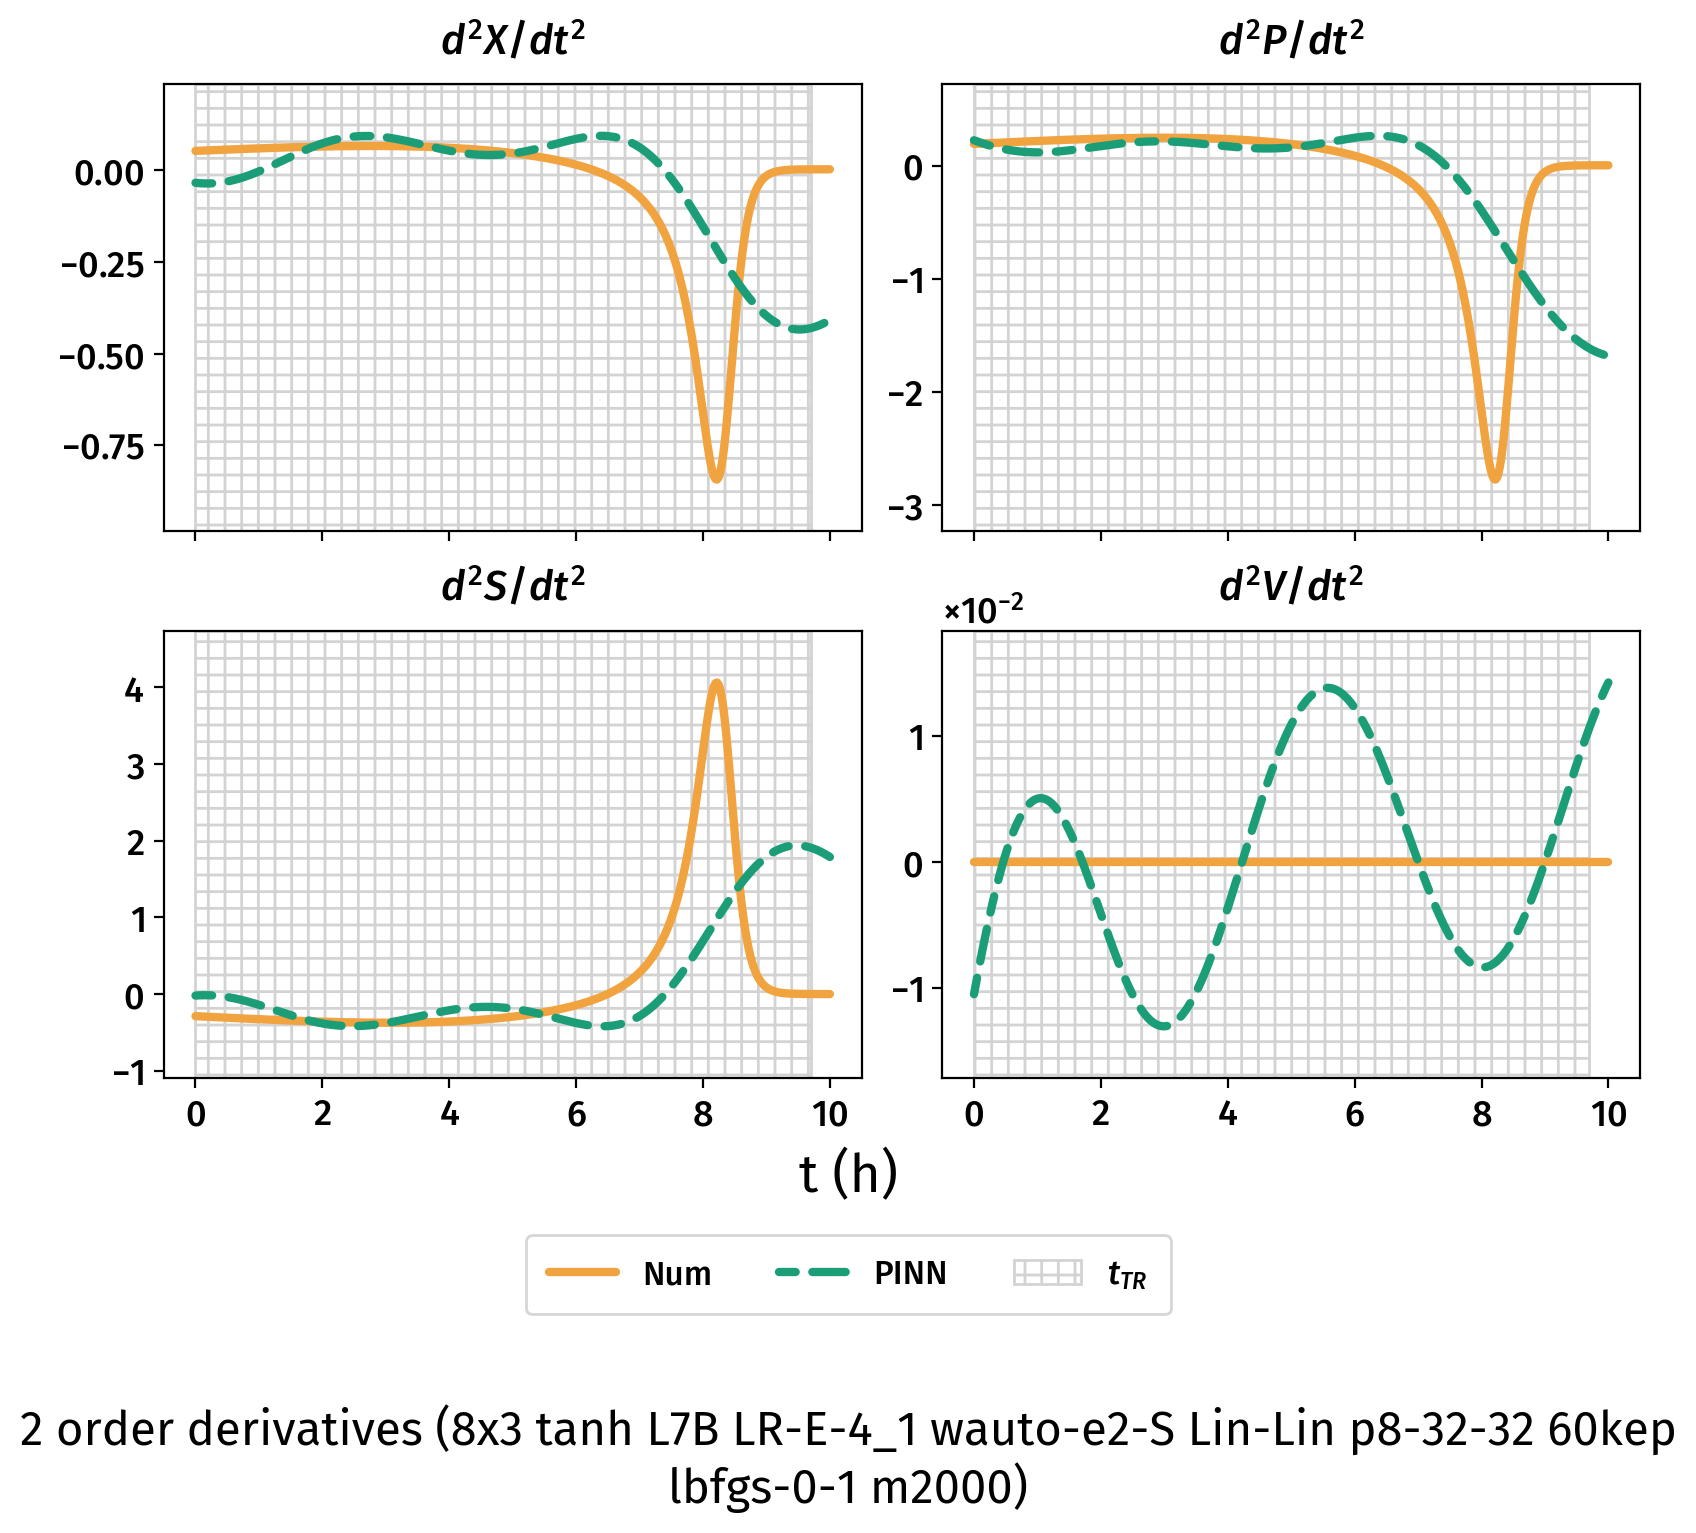 d²X/dt²
d²P/dt²
0.00
−0.25
−0.50
−0.75
0
−1
−2
−3
d²S/dt²
d²V/dt²
×10⁻²
4
3
2
1
0
−1
1
0
−1
0 2 4 6 8 10
0 2 4 6 8 10
t (h)
Num PINN t_TR
2 order derivatives (8x3 tanh L7B LR-E-4_1 wauto-e2-S Lin-Lin p8-32-32 60kep
lbfgs-0-1 m2000)